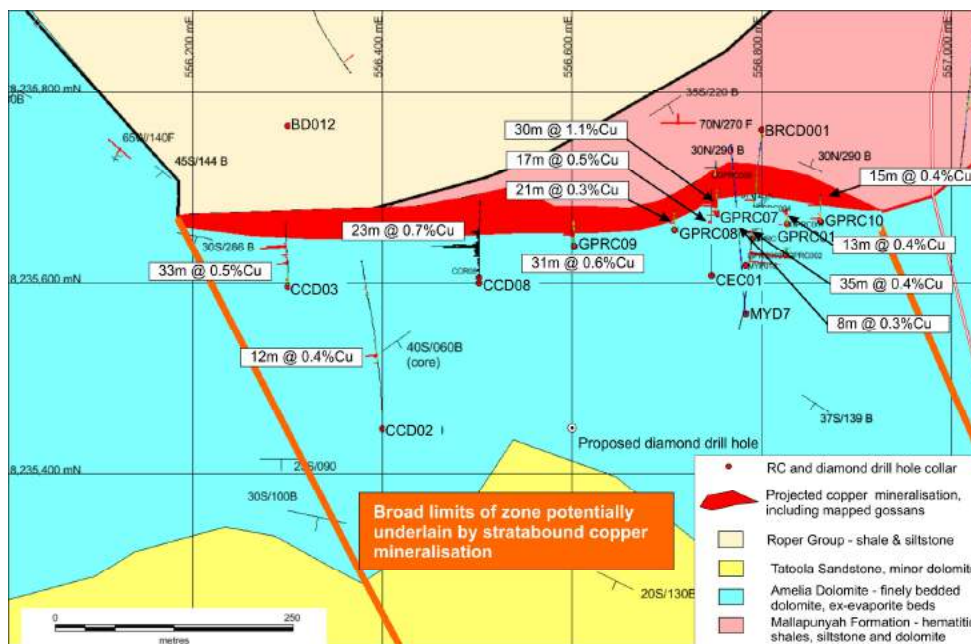 556,200 mE
556,400 mE
556,600 mE
556,800 mE
557,000 mE
8,235,800 mN
35S/220 B
BD012
30m @ 1.1%Cu
70N/270 F
BRCD001
65W/140F
17m @ 0.5%Cu
30N/290 B
30N/290 B
45S/144 B
21m @ 0.3%Cu
15m @ 0.4%Cu
GPRC07
GPRC10
23m @ 0.7%Cu
GPRC08
GPRC01
30S/266 B
GPRC09
13m @ 0.4%Cu
33m @ 0.5%Cu
31m @ 0.6%Cu
8,235,600 mN
CCD03
CCD08
CEC01
35m @ 0.4%Cu
MYD7
8m @ 0.3%Cu
40S/060B
(core)
12m @ 0.4%Cu
37S/139 B
CCD02
Proposed diamond drill hole
8,235,400 mN
30S/100B
20S/130B
Broad limits of zone potentially
underlain by stratabound copper
mineralisation
RC and diamond drill hole collar
Projected copper mineralisation,
including mapped gossans
Roper Group - shale & siltstone
Tatoola Sandstone, minor dolomite
Amelia Dolomite - finely bedded
dolomite, ex-evaporite beds
Mallapunyah Formation - hematitic
shales, siltstone and dolomite
0 250
metres